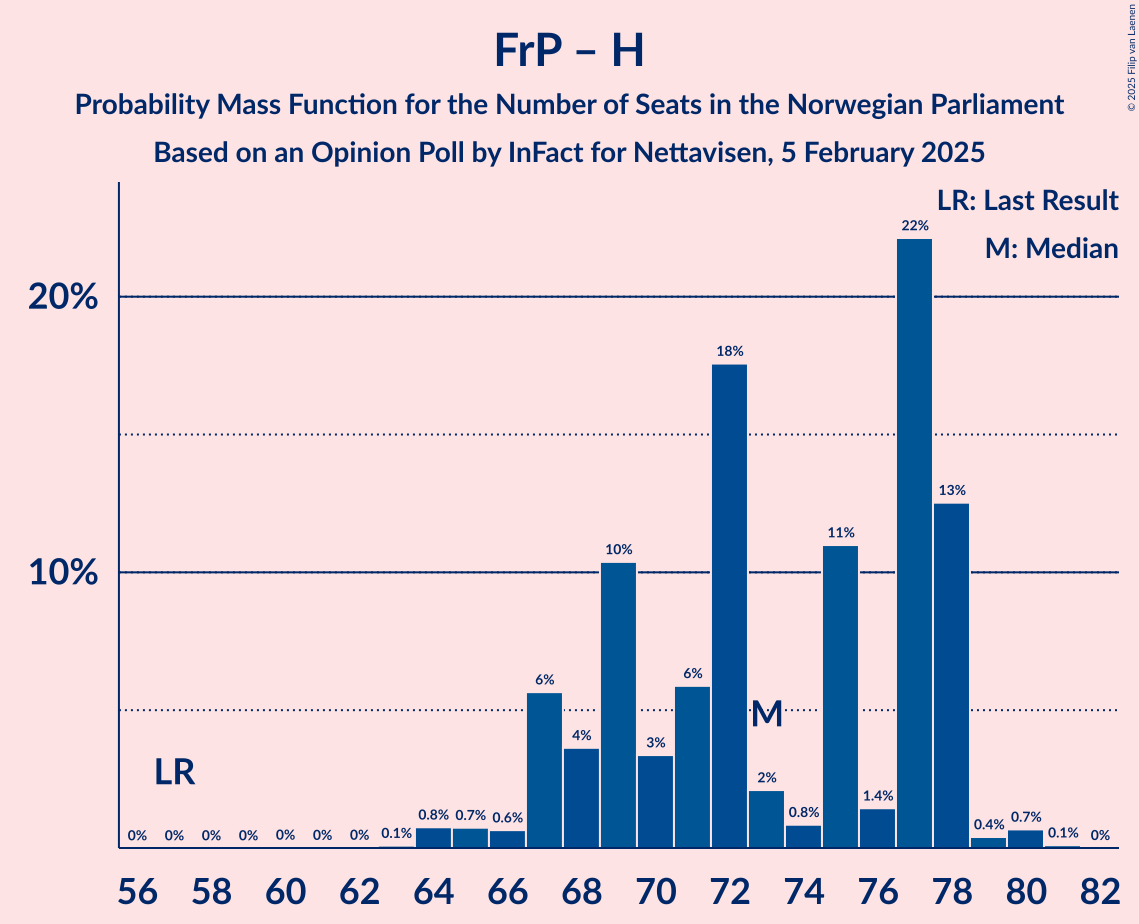 FrP – H
Probability Mass Function for the Number of Seats in the Norwegian Parliament
Based on an Opinion Poll by InFact for Nettavisen, 5 February 2025
© 2025 Filip van Laenen
LR: Last Result
M: Median
20%
10%
LR
M
0% 0% 0% 0% 0% 0% 0% 0.1% 0.8% 0.7% 0.6% 6% 4% 10% 3% 6% 18% 2% 0.8% 11% 1.4% 22% 13% 0.4% 0.7% 0.1% 0%
56 58 60 62 64 66 68 70 72 74 76 78 80 82